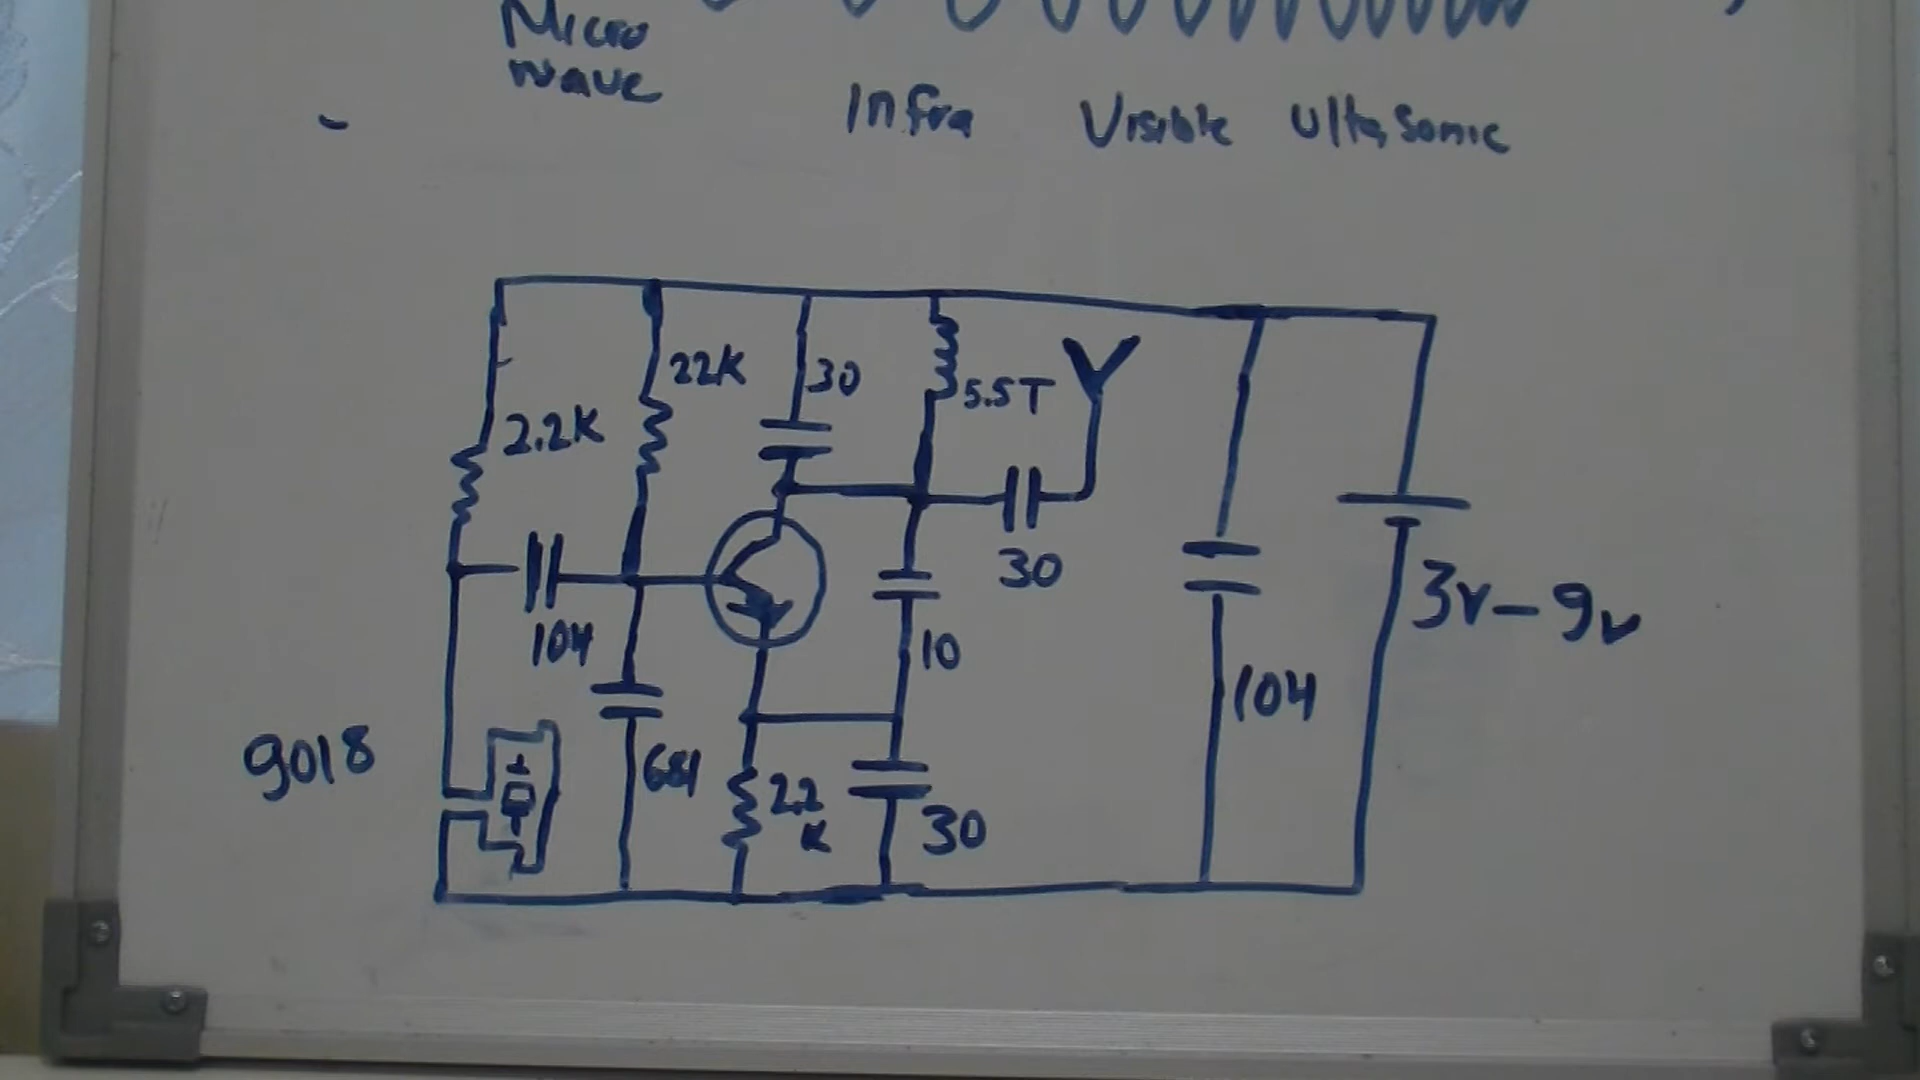 Micro
wave
Infra Visible Ultrasonic
22K
30
5.5T
2.2K
30
104
10
3v-9v
104
9018
681
2.2
K
30